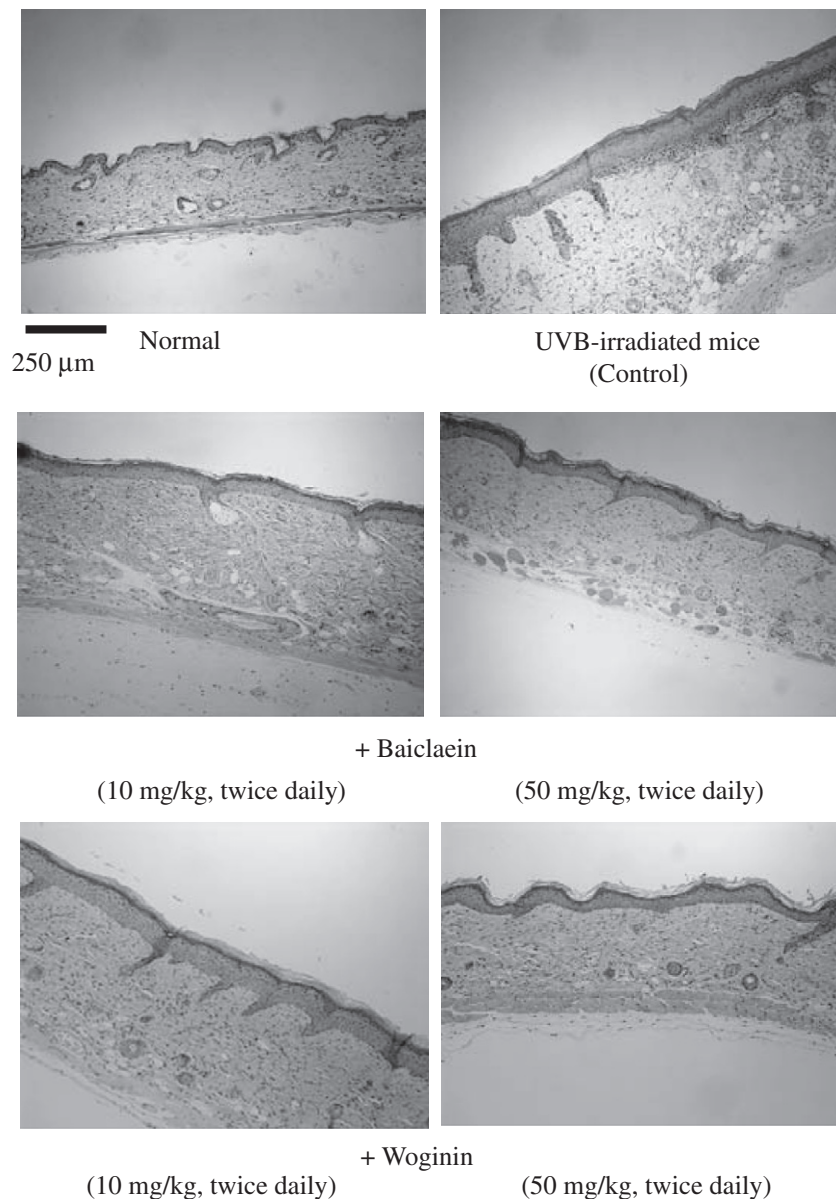 Normal
250 μm
UVB-irradiated mice
(Control)
+ Baiclaein
(10 mg/kg, twice daily)
(50 mg/kg, twice daily)
+ Woginin
(10 mg/kg, twice daily)
(50 mg/kg, twice daily)